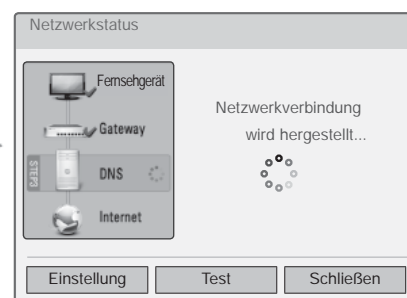 Netzwerkstatus
Fernsehgerät
Gateway
STEP3
DNS
Internet
Netzwerkverbindung
wird hergestellt...
Einstellung
Test
Schließen